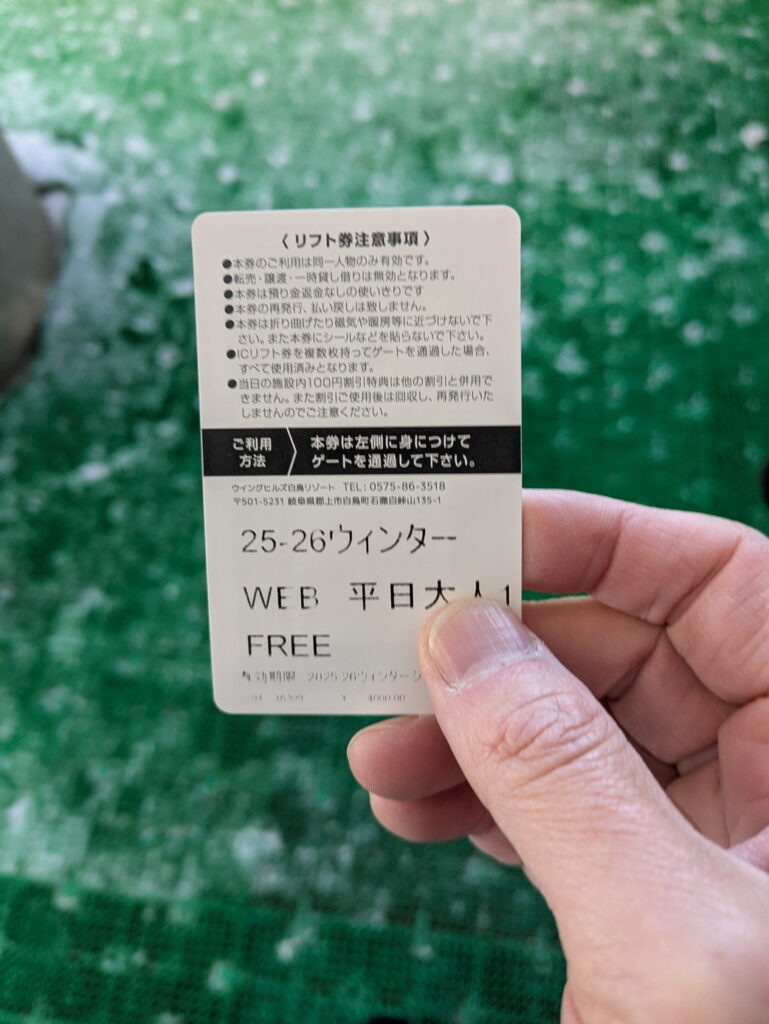 〈リフト券注意事項〉
●本券のご利用は同一人物のみ有効です。
●転売・譲渡・一時貸し借りは無効となります。
●本券は預り金返金なしの使いきりです
●本券の再発行、払い戻しは致しません。
●本券は折り曲げたり磁気や暖房等に近づけないで下
さい。また本券にシールなどを貼らないで下さい。
●ICリフト券を複数枚持ってゲートを通過した場合、
すべて使用済みとなります。
●当日の施設内100円割引特典は他の割引と併用で
きません。また割引ご使用後は回収し、再発行いた
しませんのでご注意ください。
ご利用
方法
本券は左側に身につけて
ゲートを通過して下さい。
ウイングヒルズ白鳥リゾート TEL:0575-86-3518
〒501-5231 岐阜県郡上市白鳥町石徹白峠山135-1
25-26ウィンター
WEB 平日大人1
FREE
有効期限 2025-26ウィンター
¥ 4000.00